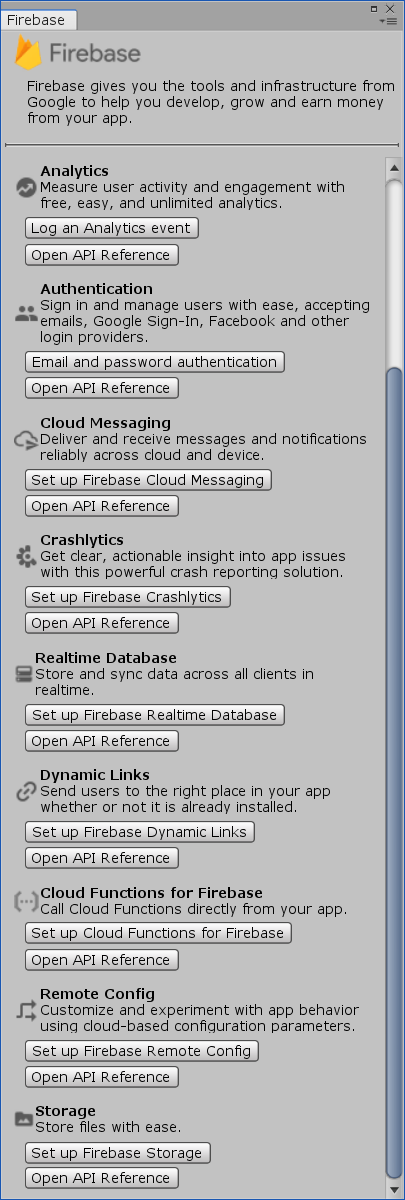 Firebase
Firebase
Firebase gives you the tools and infrastructure from
Google to help you develop, grow and earn money
from your app.
Analytics
Measure user activity and engagement with
free, easy, and unlimited analytics.
Log an Analytics event
Open API Reference
Authentication
Sign in and manage users with ease, accepting
emails, Google Sign-In, Facebook and other
login providers.
Email and password authentication
Open API Reference
Cloud Messaging
Deliver and receive messages and notifications
reliably across cloud and device.
Set up Firebase Cloud Messaging
Open API Reference
Crashlytics
Get clear, actionable insight into app issues
with this powerful crash reporting solution.
Set up Firebase Crashlytics
Open API Reference
Realtime Database
Store and sync data across all clients in
realtime.
Set up Firebase Realtime Database
Open API Reference
Dynamic Links
Send users to the right place in your app
whether or not it is already installed.
Set up Firebase Dynamic Links
Open API Reference
Cloud Functions for Firebase
Call Cloud Functions directly from your app.
Set up Cloud Functions for Firebase
Open API Reference
Remote Config
Customize and experiment with app behavior
using cloud-based configuration parameters.
Set up Firebase Remote Config
Open API Reference
Storage
Store files with ease.
Set up Firebase Storage
Open API Reference